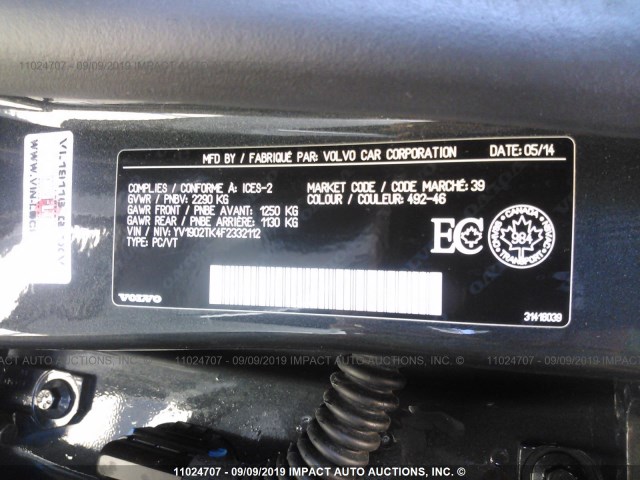 11024707 - 09/09/2019 IMPACT AUTO AUCTIONS LTD.
MFD BY / FABRIQUÉ PAR: VOLVO CAR CORPORATION DATE: 05/14
COMPLIES / CONFORME À: ICES-2
GVWR / PNBV: 2290 KG
GAWR FRONT / PNBE AVANT: 1250 KG
GAWR REAR / PNBE ARRIÈRE: 1130 KG
VIN / NIV: YV1902TK4F2332112
TYPE: PC/VT
MARKET CODE / CODE MARCHÉ: 39
COLOUR / COULEUR: 492-46
EC
CANADA
984
TRANSPORT
VOLVO
31418039
11024707 - 09/09/2019 IMPACT AUTO AUCTIONS LTD.
11024707 - 09/09/2019 IMPACT AUTO AUCTIONS LTD.